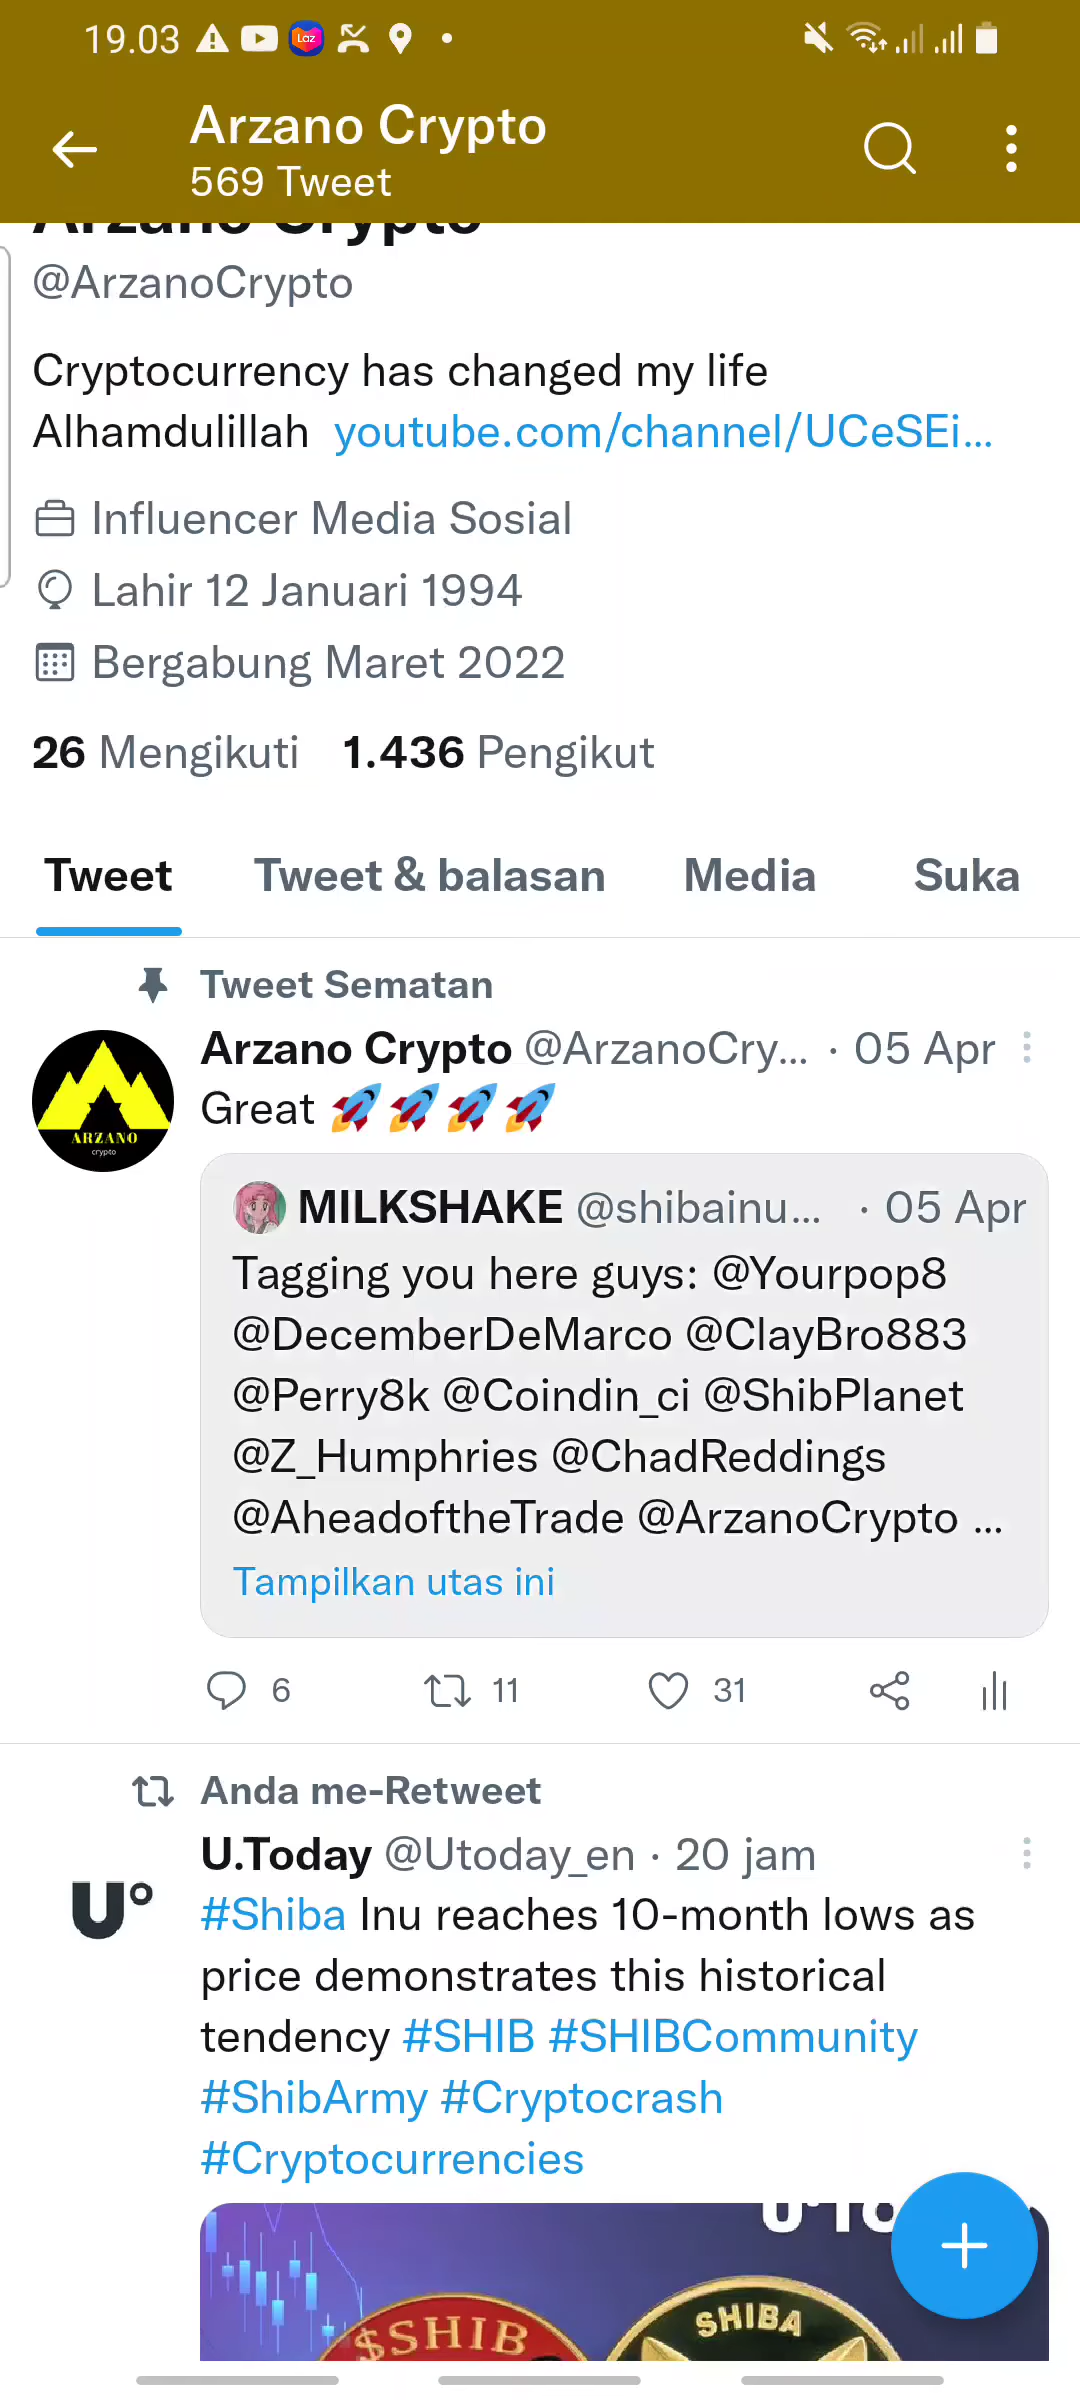 19.03
Laz
Arzano Crypto
569 Tweet
Arzano Crypto
@ArzanoCrypto
Cryptocurrency has changed my life
Alhamdulillah youtube.com/channel/UCeSEi...
Influencer Media Sosial
Lahir 12 Januari 1994
Bergabung Maret 2022
26 Mengikuti 1.436 Pengikut
Tweet Tweet & balasan Media Suka
Tweet Sematan
Arzano Crypto @ArzanoCry... · 05 Apr
Great 🚀🚀🚀🚀
ARZANO
crypto
MILKSHAKE @shibainu... · 05 Apr
Tagging you here guys: @Yourpop8
@DecemberDeMarco @ClayBro883
@Perry8k @Coindin_ci @ShibPlanet
@Z_Humphries @ChadReddings
@AheadoftheTrade @ArzanoCrypto ...
Tampilkan utas ini
6 11 31
Anda me-Retweet
U.Today @Utoday_en · 20 jam
U°
#Shiba Inu reaches 10-month lows as
price demonstrates this historical
tendency #SHIB #SHIBCommunity
#ShibArmy #Cryptocrash
#Cryptocurrencies
$SHIB
SHIBA